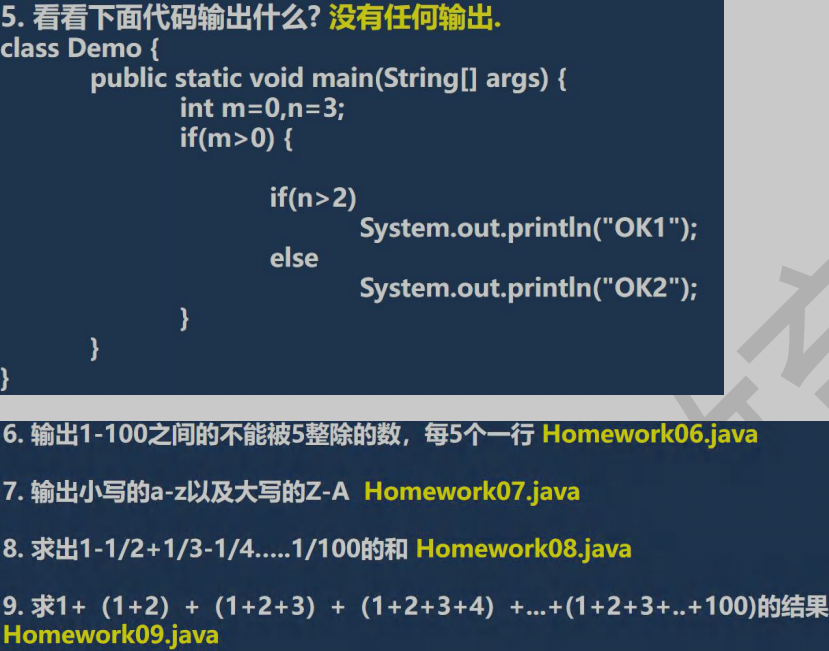 5. 看看下面代码输出什么? 没有任何输出.
class Demo {
public static void main(String[] args) {
int m=0,n=3;
if(m>0) {
if(n>2)
System.out.println("OK1");
else
System.out.println("OK2");
}
}
}
6. 输出1-100之间的不能被5整除的数，每5个一行 Homework06.java
7. 输出小写的a-z以及大写的Z-A Homework07.java
8. 求出1-1/2+1/3-1/4.....1/100的和 Homework08.java
9. 求1+（1+2）+（1+2+3）+（1+2+3+4）+...+(1+2+3+..+100)的结果
Homework09.java